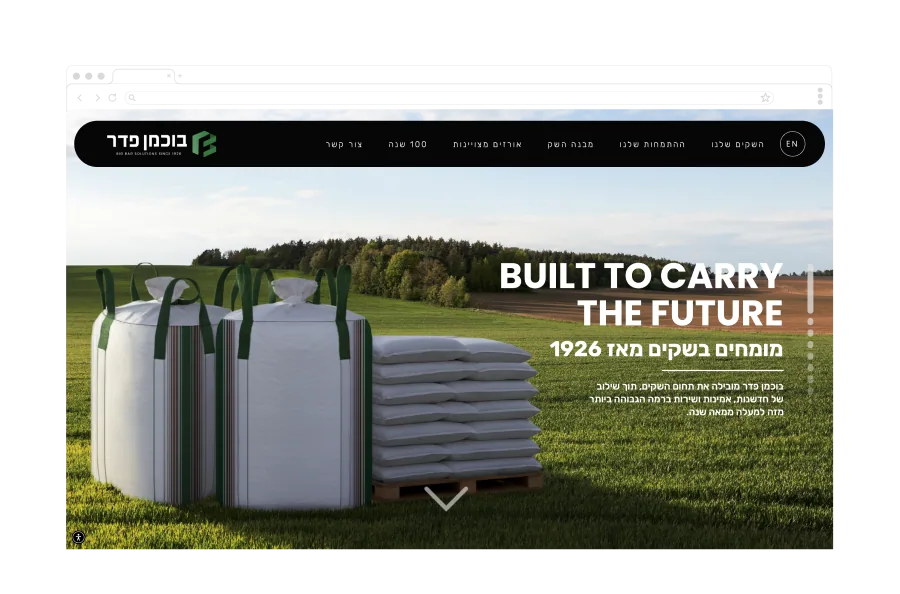 בוכמן פדר
BIG BAG SOLUTIONS SINCE 1926
EN
השקים שלנו
ההתמחות שלנו
מבנה השק
אורזים מצויינות
100 שנה
צור קשר
BUILT TO CARRY
THE FUTURE
מומחים בשקים מאז 1926
בוכמן פדר מובילה את תחום השקים, תוך שילוב
של חדשנות, אמינות ושירות ברמה הגבוהה ביותר
מזה למעלה ממאה שנה.